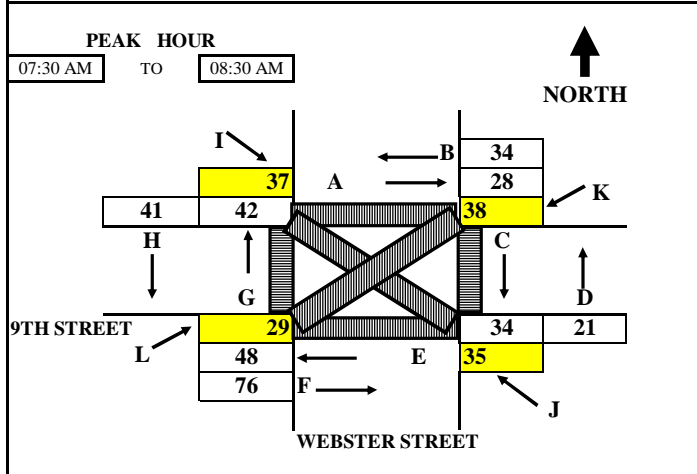 PEAK HOUR
07:30 AM TO 08:30 AM
NORTH
I
B 34
37 A 28
K
41 42 38
H C
G D
9TH STREET 29 34 21
L 48 E 35
76 F J
WEBSTER STREET